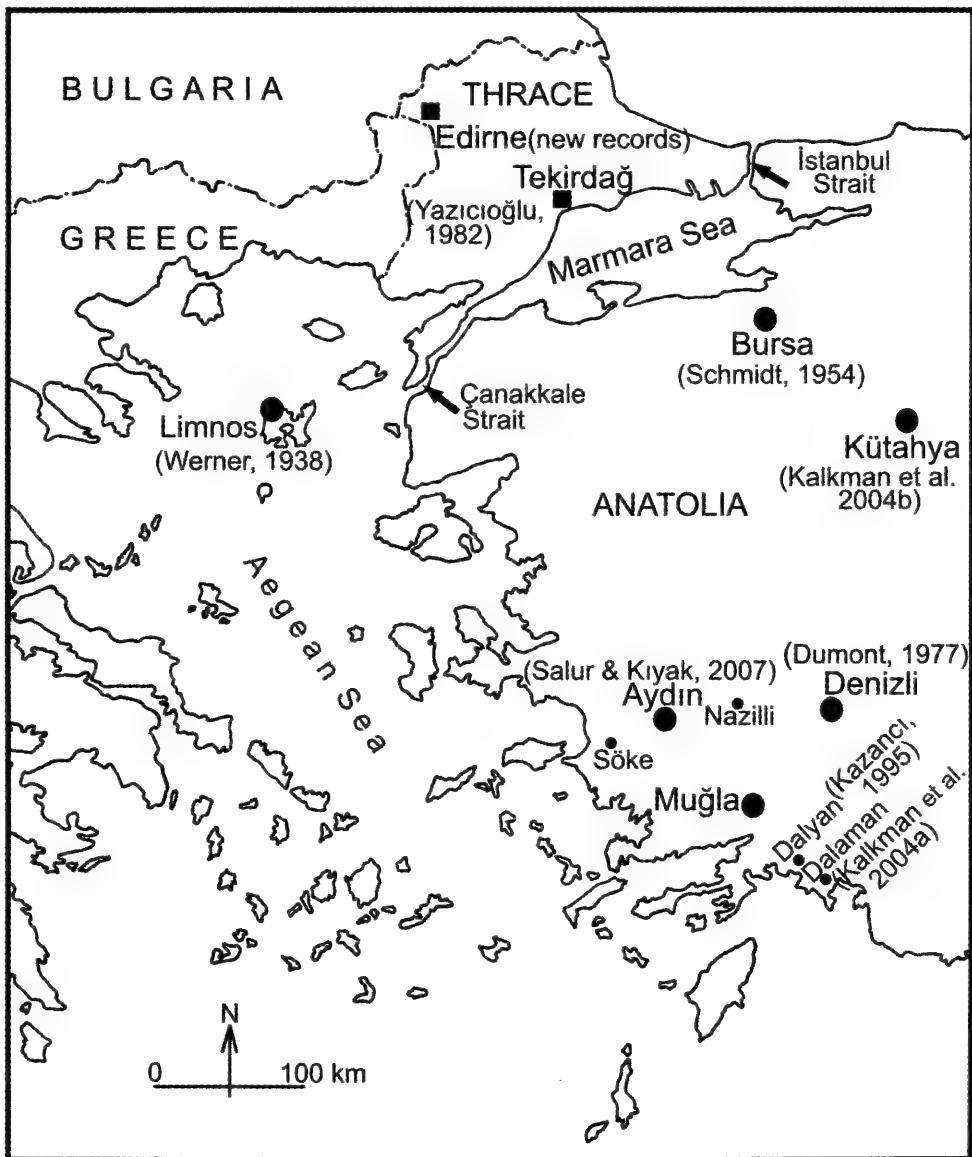 BULGARIA
THRACE
Edirne(new records)
İstanbul
Strait
Tekirdağ
(Yazıcıoğlu,
1982)
GREECE
Marmara Sea
Bursa
(Schmidt, 1954)
Çanakkale
Strait
Limnos
(Werner, 1938)
Kütahya
(Kalkman et al.
2004b)
ANATOLIA
Aegean Sea
(Salur & Kıyak, 2007)
Aydın
Nazilli
(Dumont, 1977)
Denizli
Söke
Muğla
Dalyan (Kazancı,
1995)
Dalaman
(Kalkman et al.
2004a)
N
0 100 km